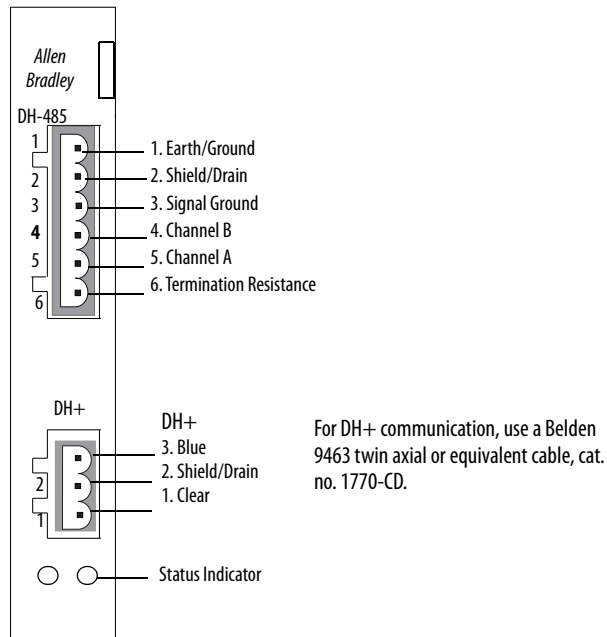 Allen
Bradley
DH-485
1
2
3
4
5
6
1. Earth/Ground
2. Shield/Drain
3. Signal Ground
4. Channel B
5. Channel A
6. Termination Resistance
DH+
2
1
DH+
3. Blue
2. Shield/Drain
1. Clear
For DH+ communication, use a Belden
9463 twin axial or equivalent cable, cat.
no. 1770-CD.
Status Indicator